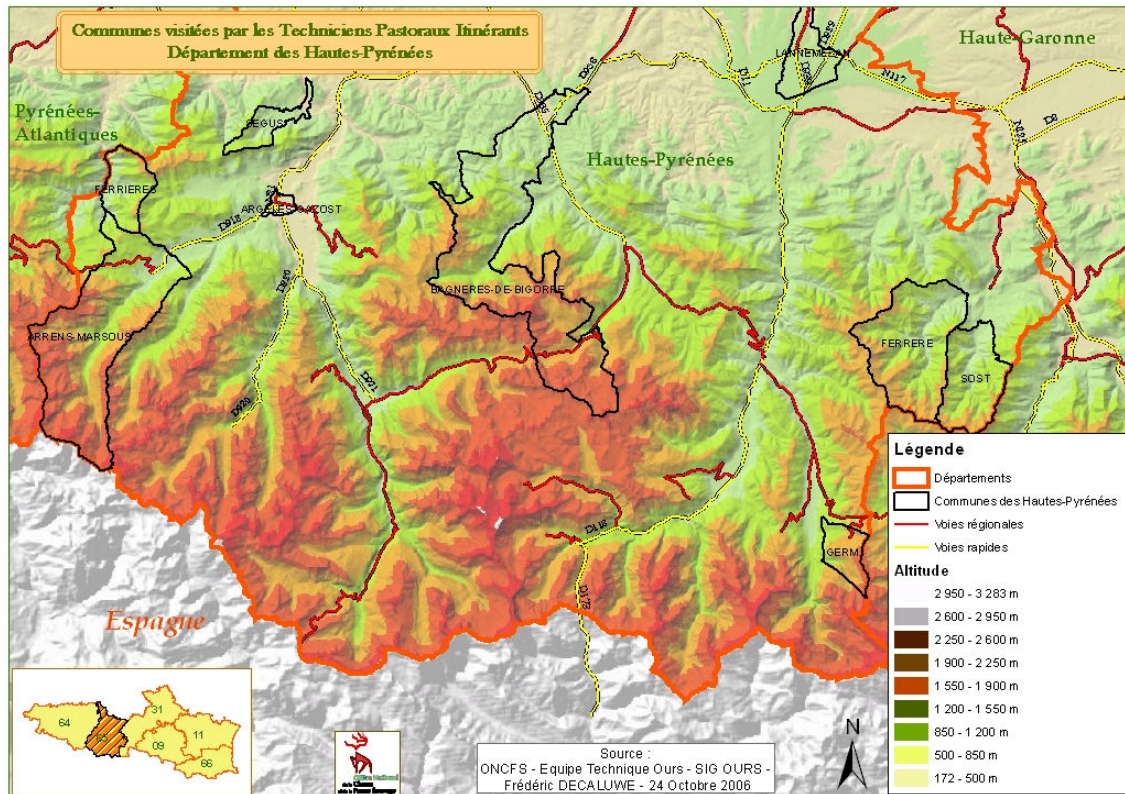 Communes visitées par les Techniciens Pastoraux Itinérants
Département des Hautes-Pyrénées
Haute-Garonne
Pyrénées-
Atlantiques
Hautes-Pyrénées
LANNEMEZAN
N117
D8
D1
SEGUS
FERRIERES
ARGELES-GAZOST
D918
BAGNERES-DE-BIGORRE
ARRENS-MARSOUS
D920
D921
FERRERE
SOST
D118
D173
GERM
Espagne
Légende
Départements
Communes des Hautes-Pyrénées
Voies régionales
Voies rapides
Altitude
2 950 - 3 283 m
2 600 - 2 950 m
2 250 - 2 600 m
1 900 - 2 250 m
1 550 - 1 900 m
1 200 - 1 550 m
850 - 1 200 m
500 - 850 m
172 - 500 m
64
65
31
09
11
66
N
Source :
ONCFS - Equipe Technique Ours - SIG OURS -
Frédéric DECALUWE - 24 Octobre 2006